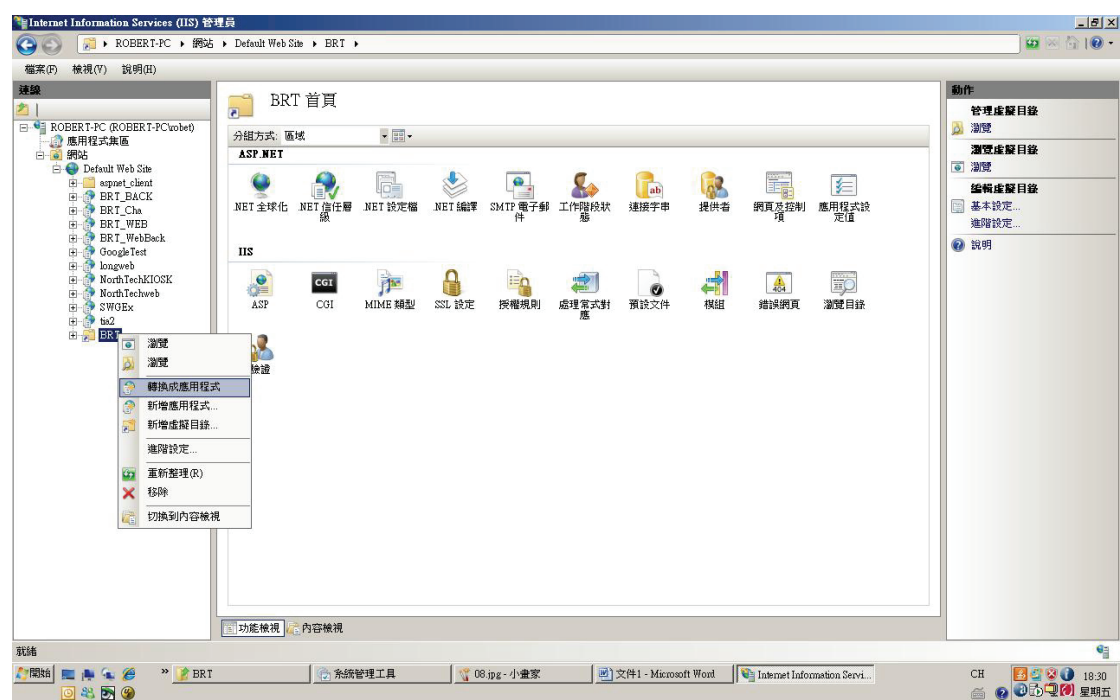 Internet Information Services (IIS) 管理員
ROBERT-PC 網站 Default Web Site BRT
檔案(F) 檢視(V) 說明(H)
連線
ROBERT-PC (ROBERT-PC\robet)
應用程式集區
網站
Default Web Site
aspnet_client
BRT_BACK
BRT_Cha
BRT_WEB
BRT_WebBack
GoogleTest
longweb
NorthTechKIOSK
NorthTechweb
SWGEx
tia2
BRT
瀏覽
瀏覽
轉換成應用程式
新增應用程式...
新增虛擬目錄...
進階設定...
重新整理(R)
移除
切換到內容檢視
BRT 首頁
分組方式: 區域
ASP.NET
.NET 全球化
.NET 信任層級
.NET 設定檔
.NET 編譯
SMTP 電子郵件
工作階段狀態
連接字串
提供者
網頁及控制項
應用程式設定值
IIS
ASP
CGI
CGI
MIME 類型
SSL 設定
授權規則
處理常式對應
預設文件
模組
404
錯誤網頁
瀏覽目錄
驗證
功能檢視 內容檢視
動作
管理虛擬目錄
瀏覽
瀏覽虛擬目錄
瀏覽
編輯虛擬目錄
基本設定...
進階設定...
說明
就緒
開始 » BRT 系統管理工具 08.jpg - 小畫家 文件1 - Microsoft Word Internet Information Servi... CH 18:30
星期五